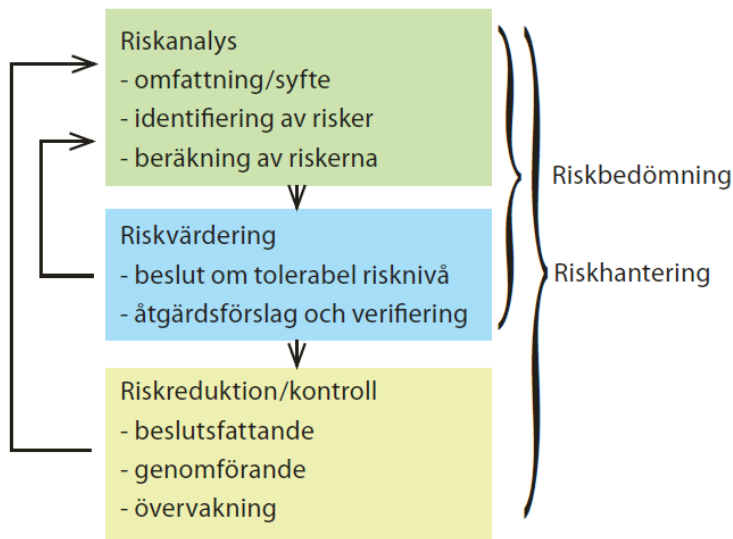 Riskanalys
- omfattning/syfte
- identifiering av risker
- beräkning av riskerna
Riskvärdering
- beslut om tolerabel risknivå
- åtgärdsförslag och verifiering
Riskreduktion/kontroll
- beslutsfattande
- genomförande
- övervakning
Riskbedömning
Riskhantering